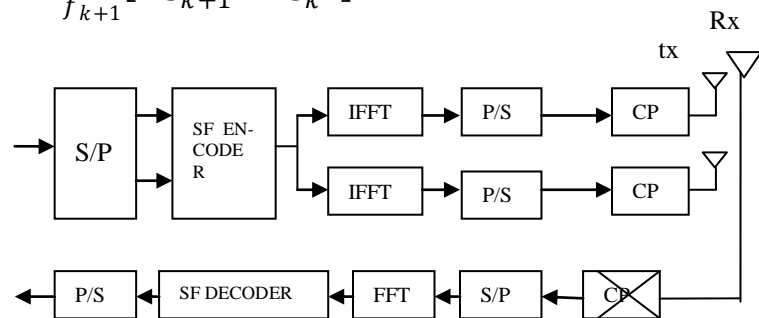 Rx
tx
S/P
SF EN-
CODE
R
IFFT
P/S
CP
IFFT
P/S
CP
P/S
SF DECODER
FFT
S/P
CP